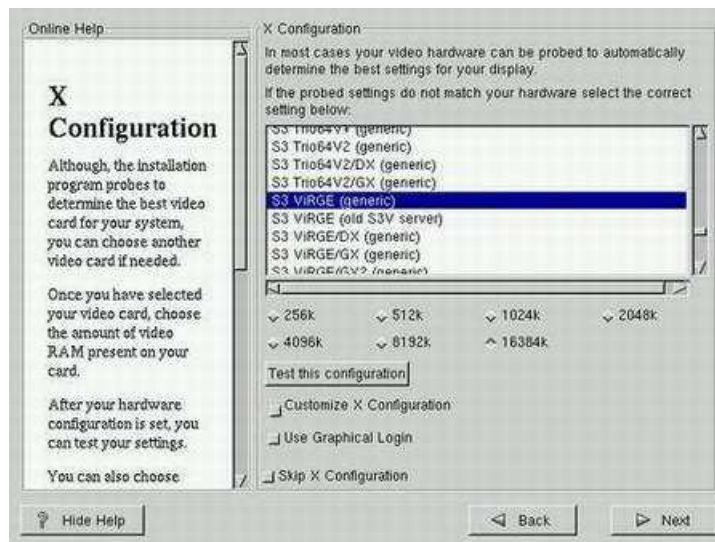 Online Help
X
Configuration
Although, the installation
program probes to
determine the best video
card for your system,
you can choose another
video card if needed.
Once you have selected
your video card, choose
the amount of video
RAM present on your
card.
After your hardware
configuration is set, you
can test your settings.
You can also choose
X Configuration
In most cases your video hardware can be probed to automatically
determine the best settings for your display.
If the probed settings do not match your hardware select the correct
setting below:
S3 Trio64V+ (generic)
S3 Trio64V2 (generic)
S3 Trio64V2/DX (generic)
S3 Trio64V2/GX (generic)
S3 ViRGE (generic)
S3 ViRGE (old S3V server)
S3 ViRGE/DX (generic)
S3 ViRGE/GX (generic)
S3 ViRGE/GX2 (generic)
256k 512k 1024k 2048k
4096k 8192k 16384k
Test this configuration
Customize X Configuration
Use Graphical Login
Skip X Configuration
Hide Help
Back
Next